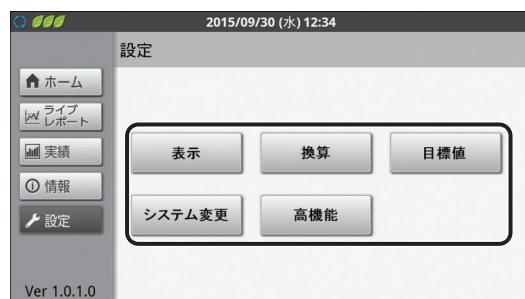 2015/09/30 (水) 12:34
設定
ホーム
ライブ
レポート
実績
情報
設定
表示
換算
目標値
システム変更
高機能
Ver 1.0.1.0